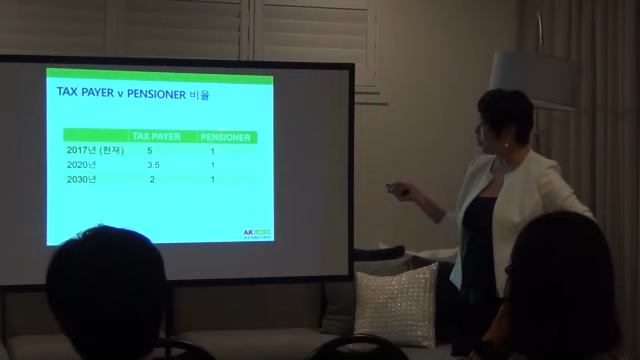 TAX PAYER v PENSIONER 비율
TAX PAYER PENSIONER
2017년 (현재) 5 1
2020년 3.5 1
2030년 2 1
AK